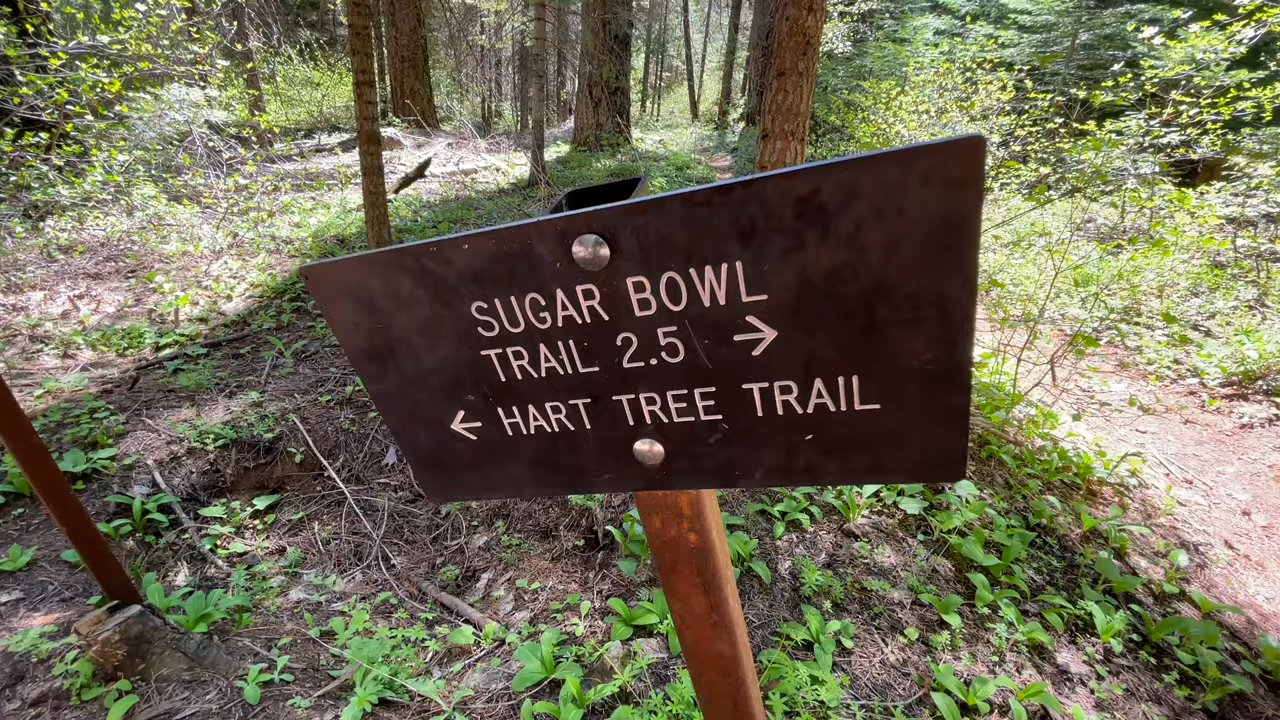 SUGAR BOWL
TRAIL 2.5 →
← HART TREE TRAIL